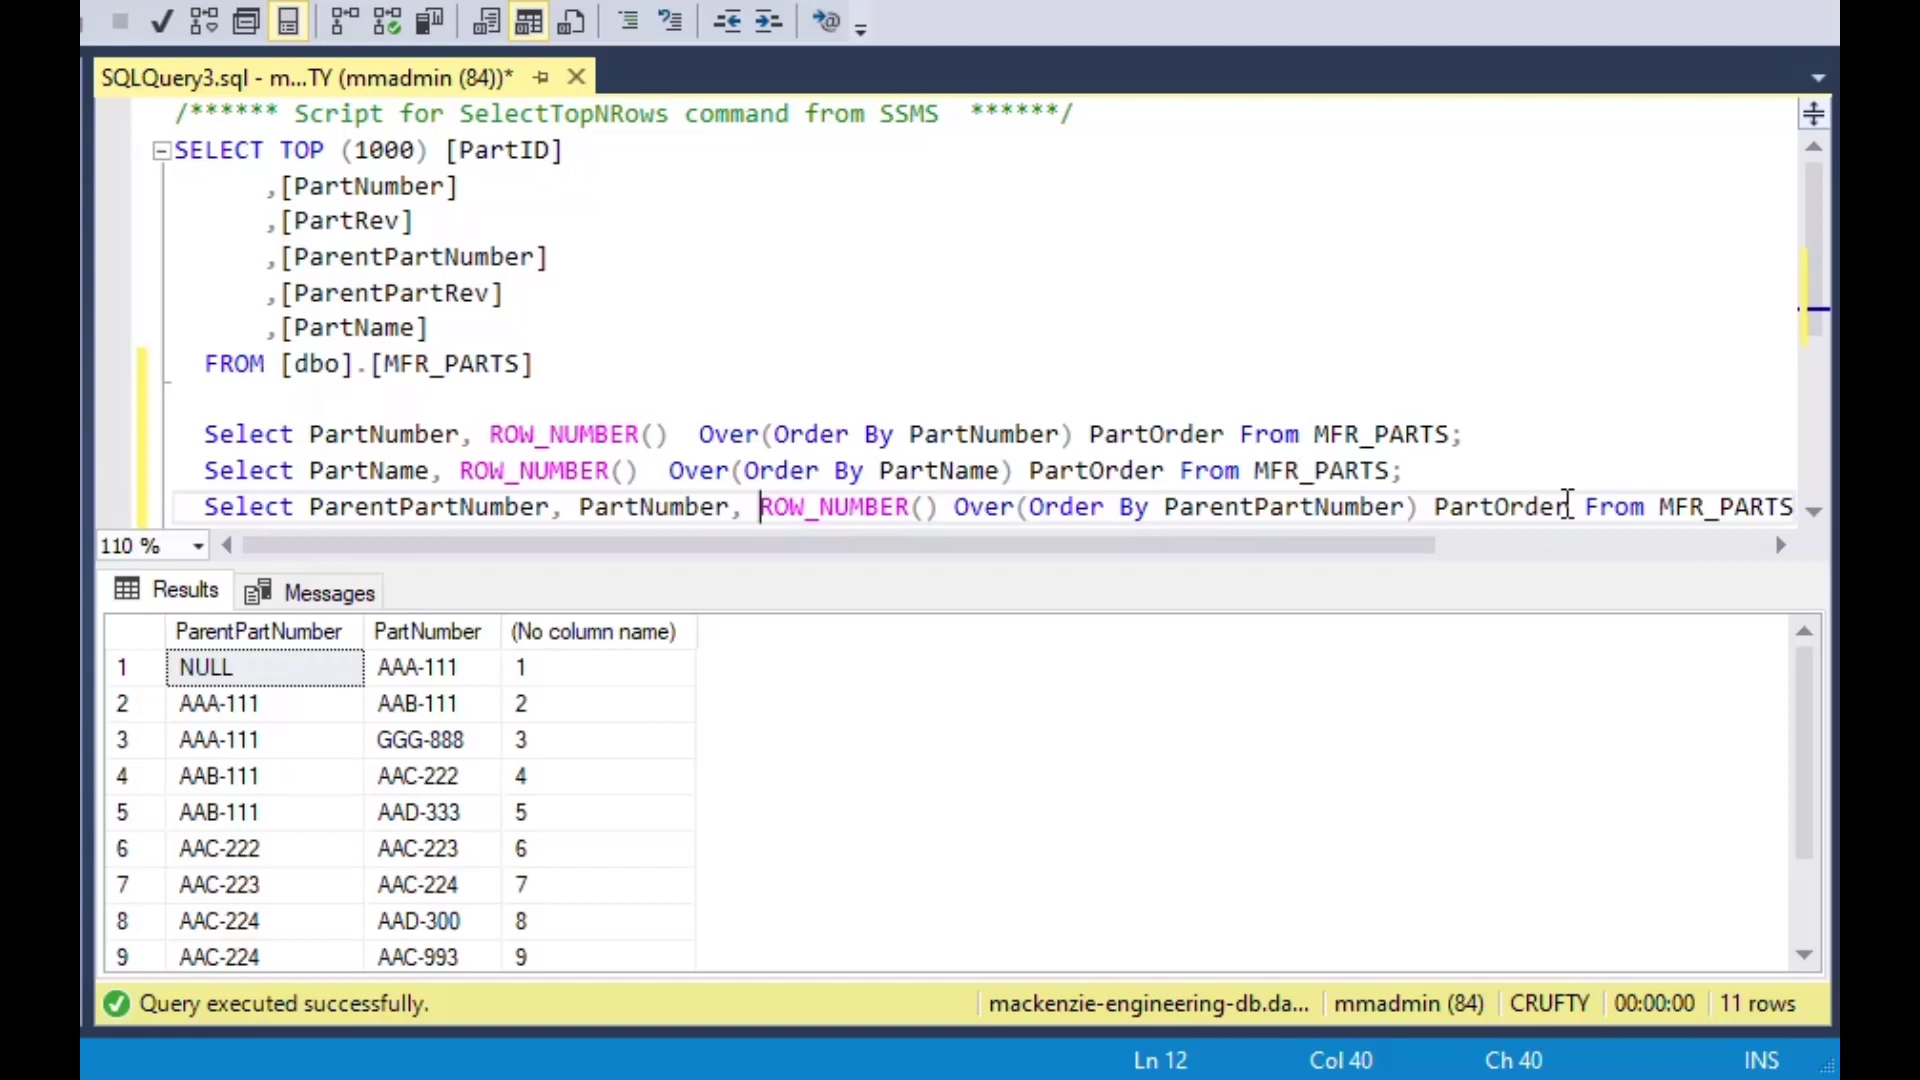 SQLQuery3.sql - m...TY (mmadmin (84))*
/****** Script for SelectTopNRows command from SSMS  ******/
SELECT TOP (1000) [PartID]
,[PartNumber]
,[PartRev]
,[ParentPartNumber]
,[ParentPartRev]
,[PartName]
FROM [dbo].[MFR_PARTS]
Select PartNumber, ROW_NUMBER()  Over(Order By PartNumber) PartOrder From MFR_PARTS;
Select PartName, ROW_NUMBER()  Over(Order By PartName) PartOrder From MFR_PARTS;
Select ParentPartNumber, PartNumber, ROW_NUMBER() Over(Order By ParentPartNumber) PartOrder From MFR_PARTS
110 %
Results Messages
ParentPartNumber PartNumber (No column name)
1 NULL AAA-111 1
2 AAA-111 AAB-111 2
3 AAA-111 GGG-888 3
4 AAB-111 AAC-222 4
5 AAB-111 AAD-333 5
6 AAC-222 AAC-223 6
7 AAC-223 AAC-224 7
8 AAC-224 AAD-300 8
9 AAC-224 AAC-993 9
Query executed successfully. mackenzie-engineering-db.da... mmadmin (84) CRUFTY 00:00:00 11 rows
Ln 12 Col 40 Ch 40 INS